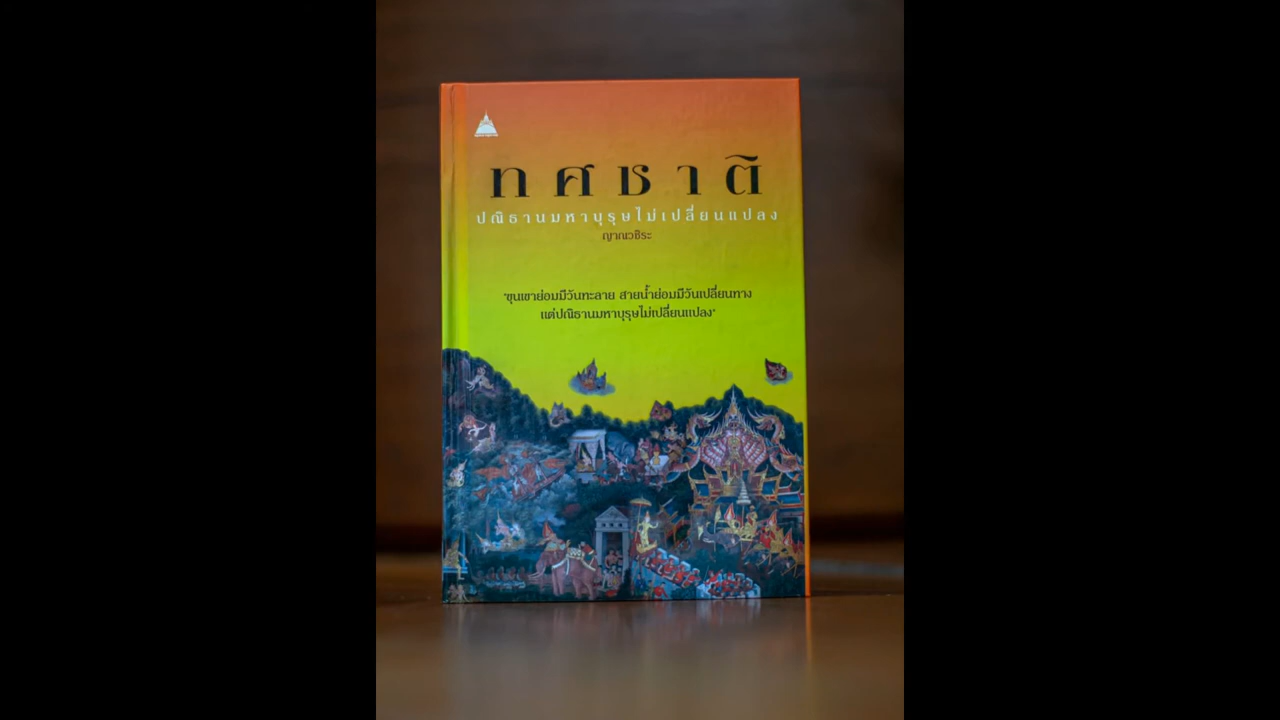 ทศชาติ
ปณิธานมหาบุรุษไม่เปลี่ยนแปลง
ญาณวชิระ
'ขุนเขาย่อมมีวันทะลาย สายน้ำย่อมมีวันเปลี่ยนทาง
แต่ปณิธานมหาบุรุษไม่เปลี่ยนแปลง'